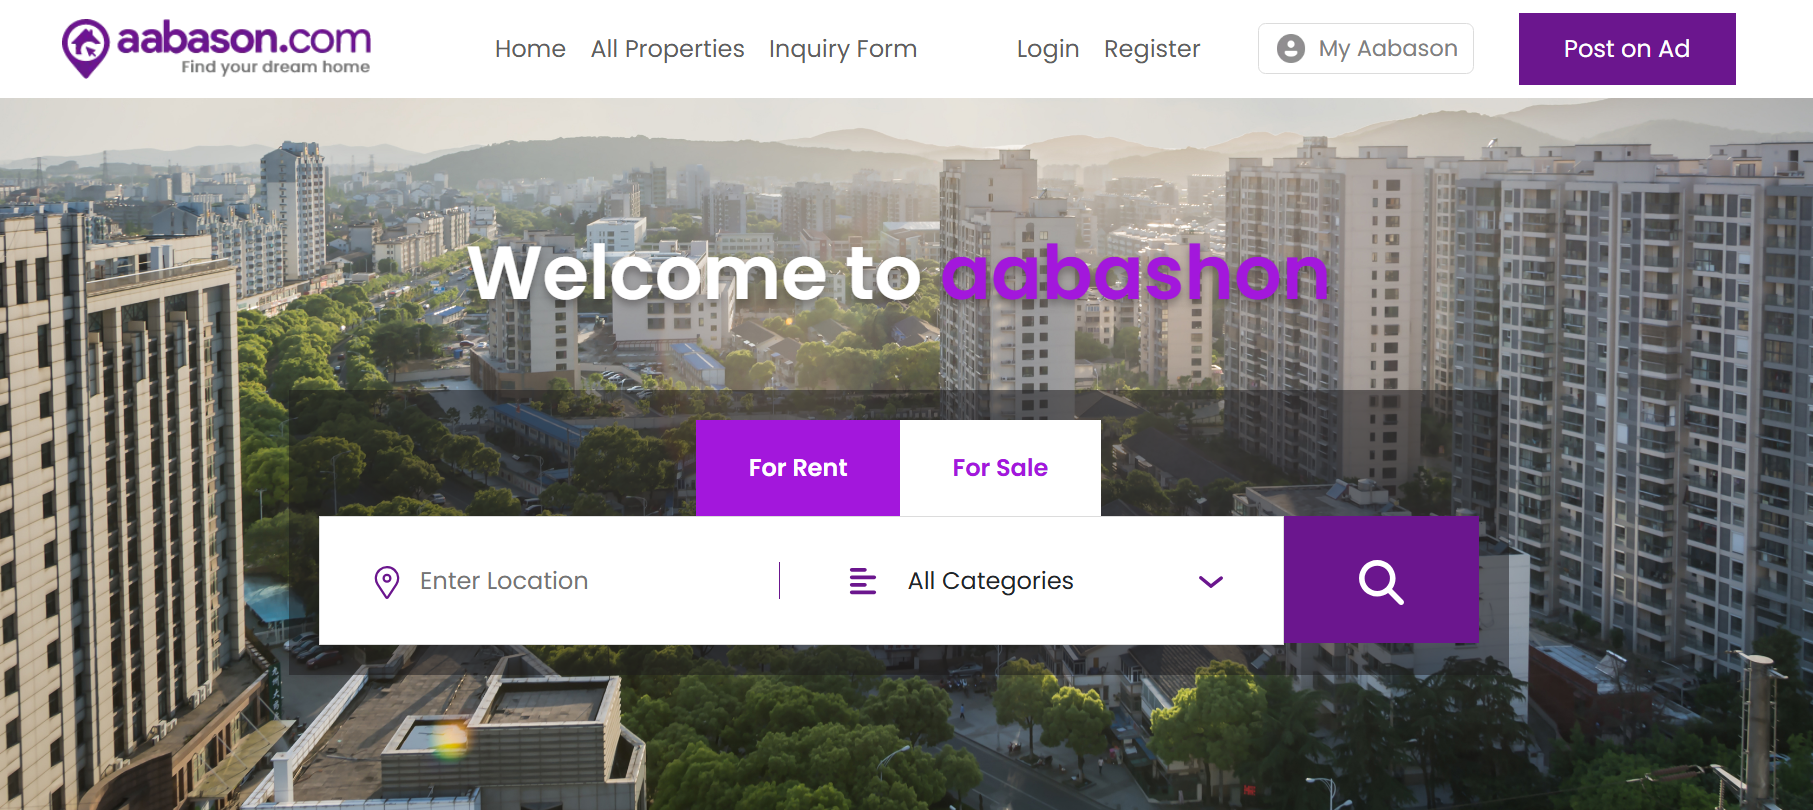 aabason.com
Find your dream home
Home All Properties Inquiry Form Login Register My Aabason Post on Ad
Welcome to aabashon
For Rent For Sale
Enter Location All Categories